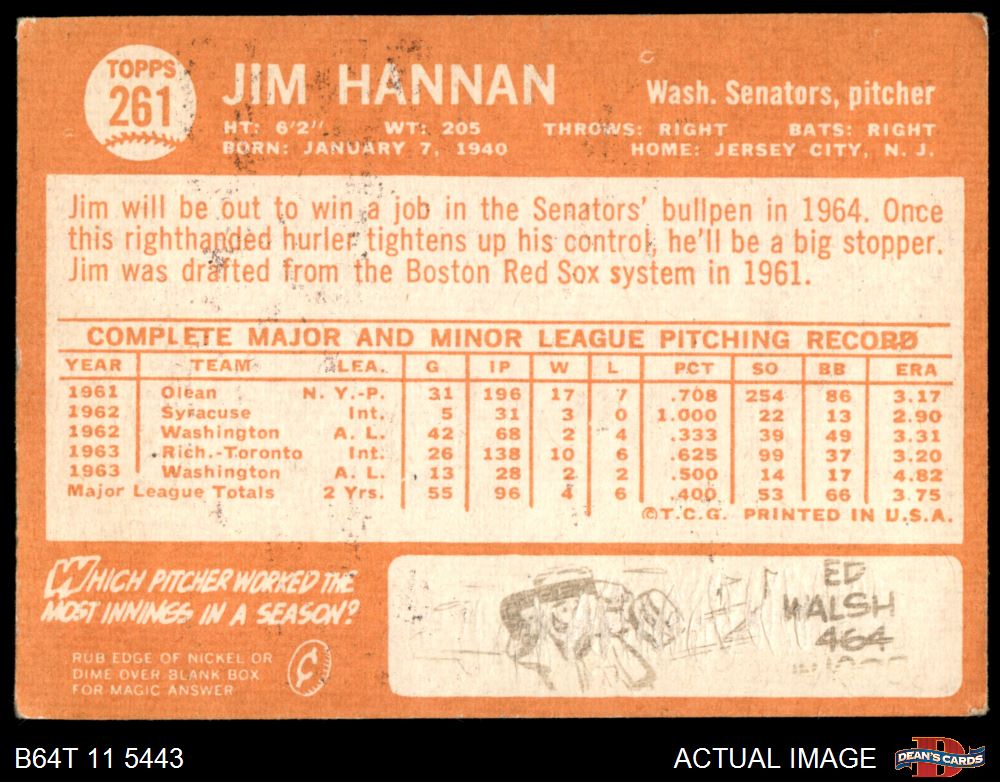 TOPPS
261
JIM HANNAN
Wash. Senators, pitcher
HT: 6'2" WT: 205 THROWS: RIGHT BATS: RIGHT
BORN: JANUARY 7, 1940 HOME: JERSEY CITY, N. J.
Jim will be out to win a job in the Senators' bullpen in 1964. Once
this righthanded hurler tightens up his control, he'll be a big stopper.
Jim was drafted from the Boston Red Sox system in 1961.
COMPLETE MAJOR AND MINOR LEAGUE PITCHING RECORD
YEAR TEAM LEA. G IP W L PCT SO BB ERA
1961 Olean N. Y.-P. 31 196 17 7 .708 254 86 3.17
1962 Syracuse Int. 5 31 3 0 1.000 22 13 2.90
1962 Washington A. L. 42 68 2 4 .333 39 49 3.31
1963 Rich.-Toronto Int. 26 138 10 6 .625 99 37 3.20
1963 Washington A. L. 13 28 2 2 .500 14 17 4.82
Major League Totals 2 Yrs. 55 96 4 6 .400 53 66 3.75
©T.C.G. PRINTED IN U.S.A.
WHICH PITCHER WORKED THE
MOST INNINGS IN A SEASON?
RUB EDGE OF NICKEL OR
DIME OVER BLANK BOX
FOR MAGIC ANSWER
¢
ED
WALSH
464
B64T 11 5443
ACTUAL IMAGE
D
DEAN'S CARDS